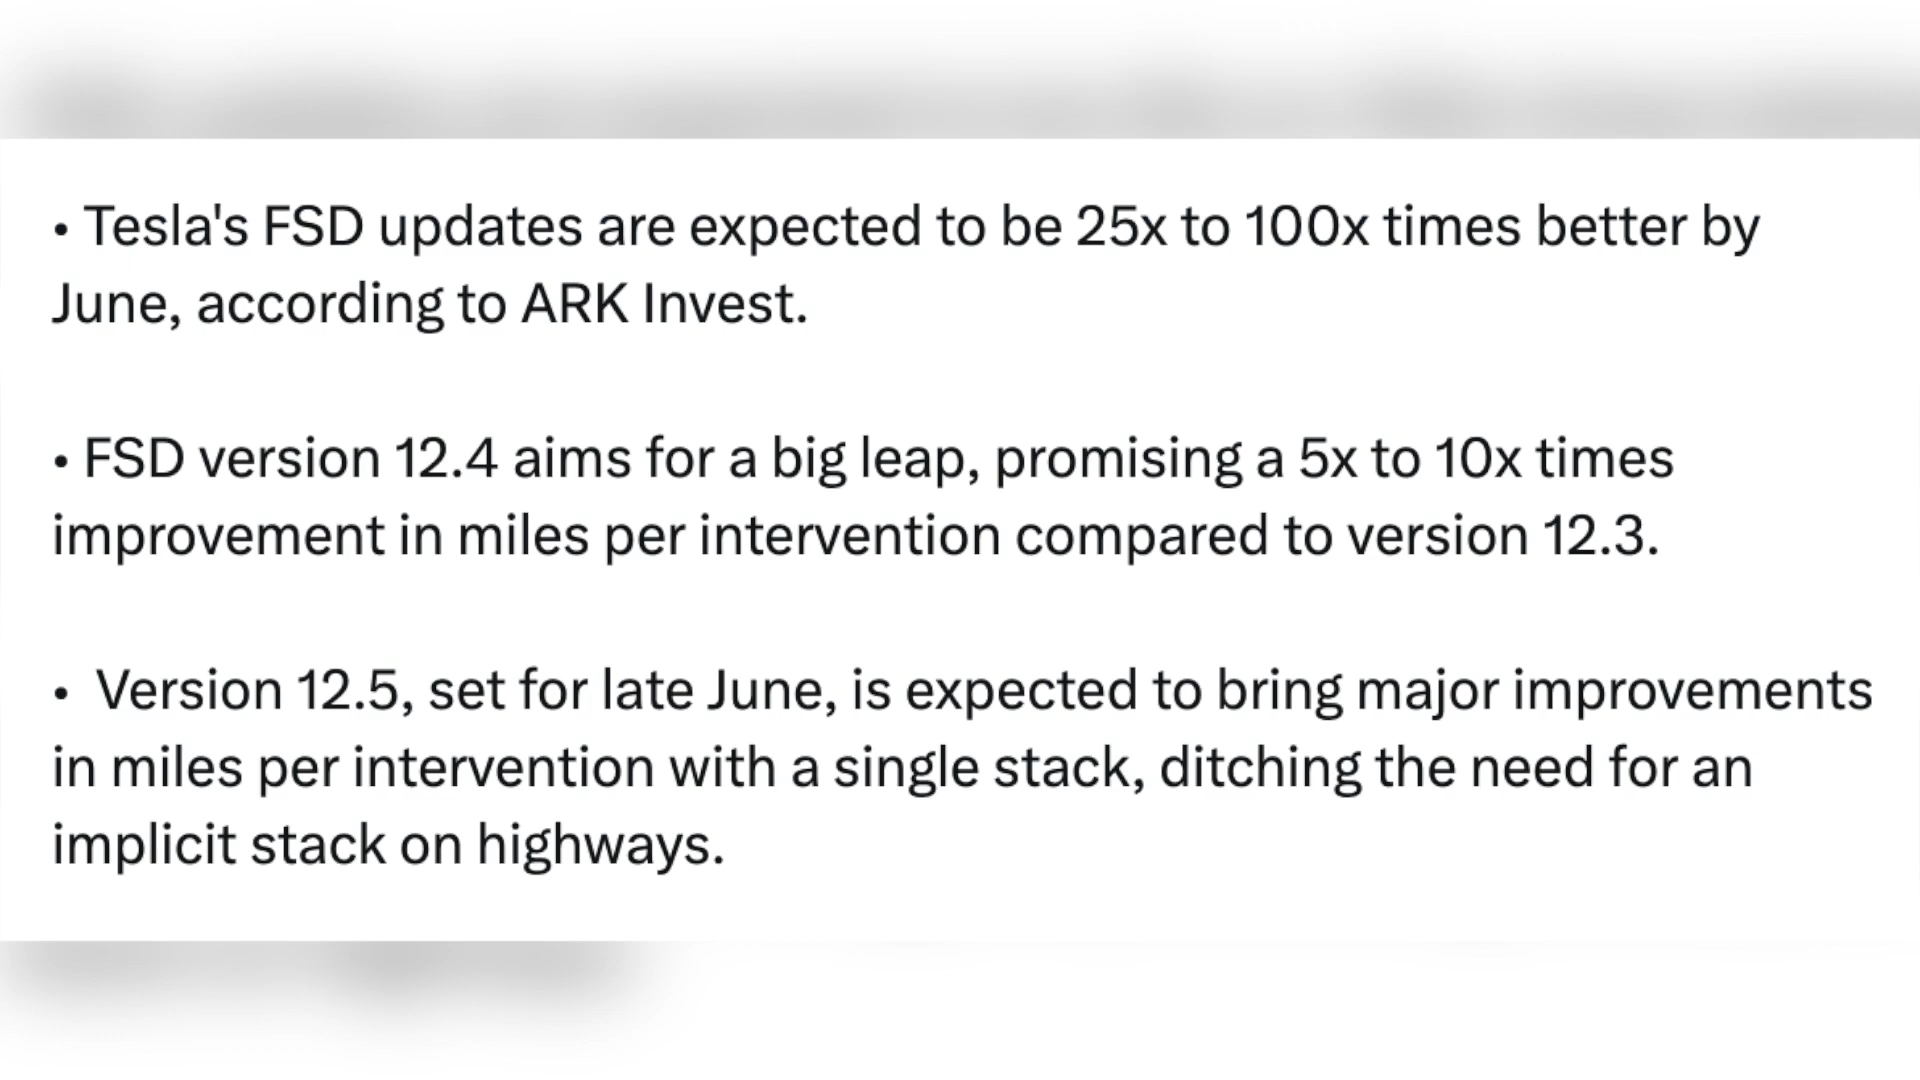 • Tesla's FSD updates are expected to be 25x to 100x times better by
June, according to ARK Invest.
• FSD version 12.4 aims for a big leap, promising a 5x to 10x times
improvement in miles per intervention compared to version 12.3.
• Version 12.5, set for late June, is expected to bring major improvements
in miles per intervention with a single stack, ditching the need for an
implicit stack on highways.